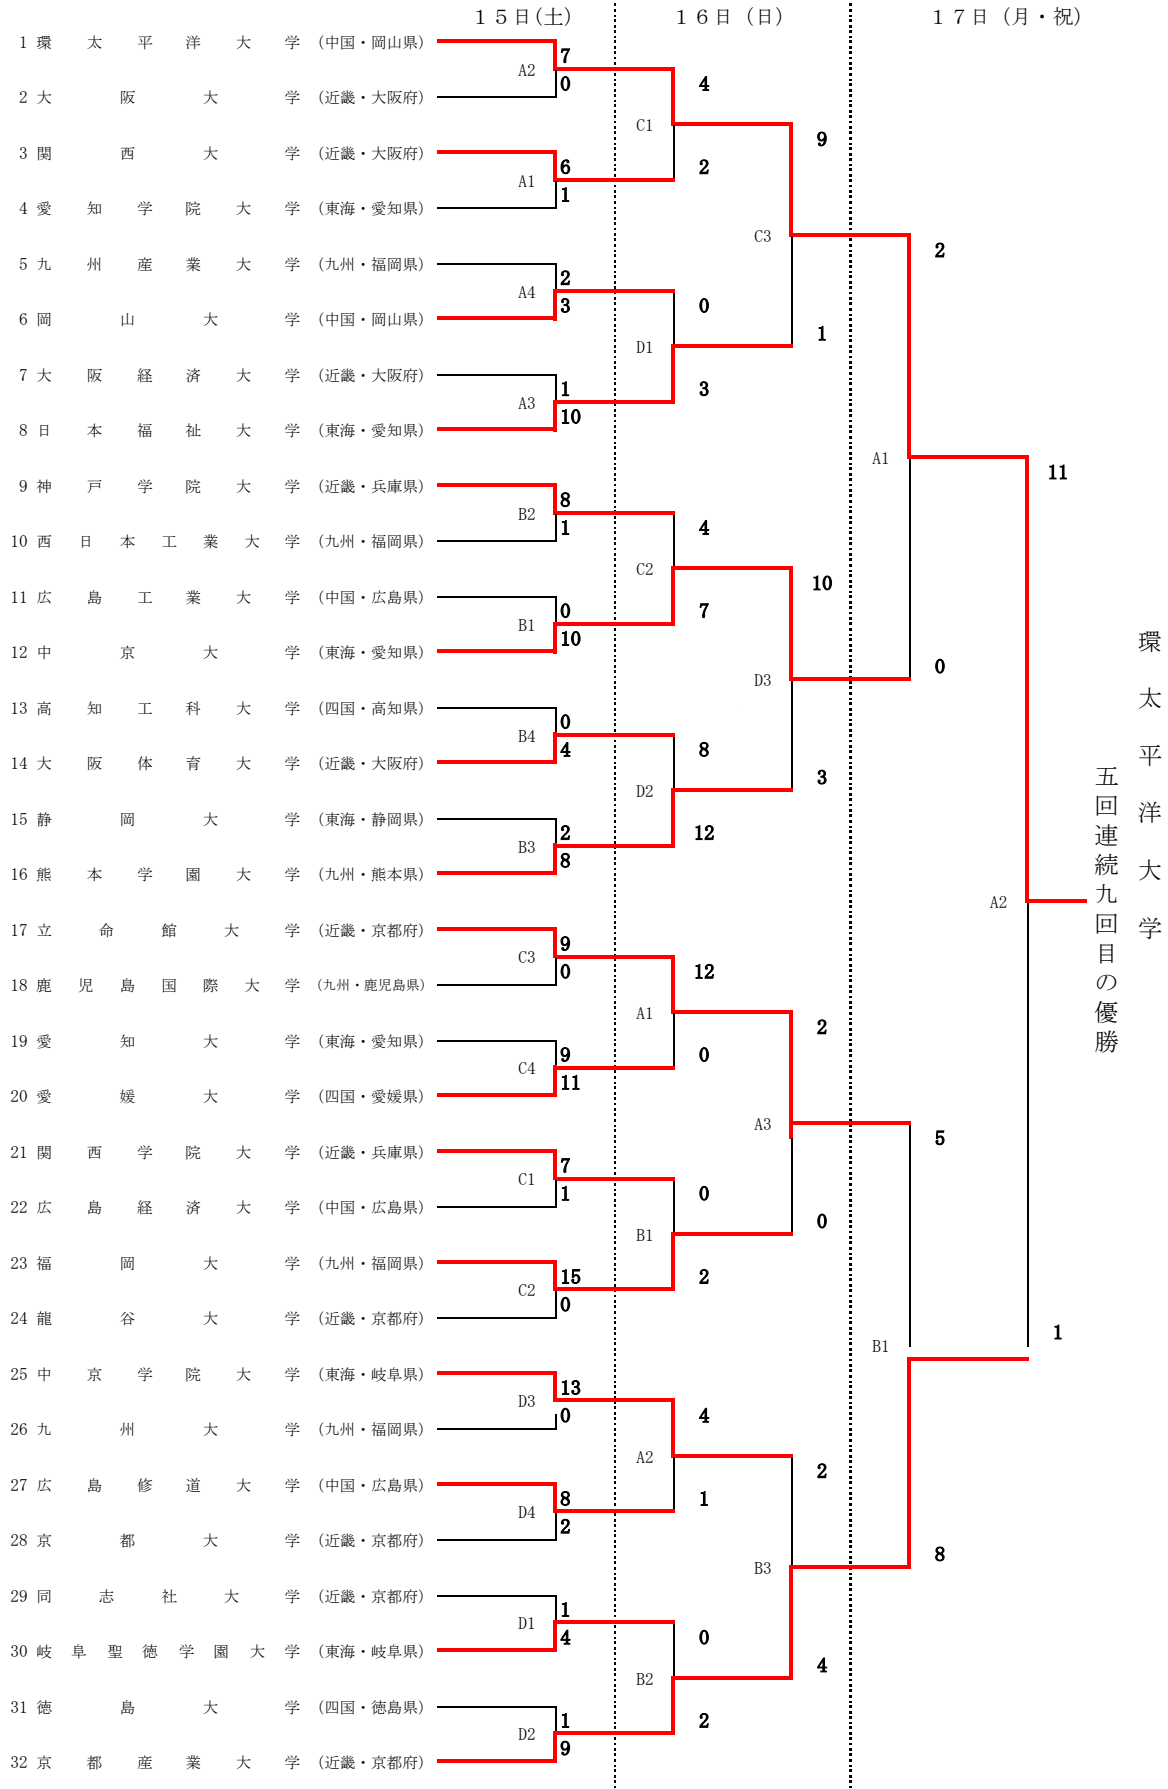 １５日（土） １６日（日） １７日（月・祝）
1 環太平洋大学 （中国・岡山県）
7
A2
0
4
2 大阪大学 （近畿・大阪府）
C1
9
3 関西大学 （近畿・大阪府）
6
2
A1
1
4 愛知学院大学 （東海・愛知県）
C3
2
5 九州産業大学 （九州・福岡県）
2
A4
3
0
6 岡山大学 （中国・岡山県）
1
D1
7 大阪経済大学 （近畿・大阪府）
1
3
A3
10
8 日本福祉大学 （東海・愛知県）
A1
11
9 神戸学院大学 （近畿・兵庫県）
8
B2
1
4
10 西日本工業大学 （九州・福岡県）
C2
10
11 広島工業大学 （中国・広島県）
0
7
B1
10
12 中京大学 （東海・愛知県）
0
D3
13 高知工科大学 （四国・高知県）
0
B4
4
8
14 大阪体育大学 （近畿・大阪府）
3
D2
15 静岡大学 （東海・静岡県）
2
12
B3
8
16 熊本学園大学 （九州・熊本県）
A2
環太平洋大学
五回連続九回目の優勝
17 立命館大学 （近畿・京都府）
9
C3
0
12
18 鹿児島国際大学 （九州・鹿児島県）
A1
2
19 愛知大学 （東海・愛知県）
9
0
C4
11
20 愛媛大学 （四国・愛媛県）
A3
5
21 関西学院大学 （近畿・兵庫県）
7
C1
1
0
22 広島経済大学 （中国・広島県）
0
B1
23 福岡大学 （九州・福岡県）
15
2
C2
0
24 龍谷大学 （近畿・京都府）
B1
1
25 中京学院大学 （東海・岐阜県）
13
D3
0
4
26 九州大学 （九州・福岡県）
A2
2
27 広島修道大学 （中国・広島県）
8
1
D4
2
28 京都大学 （近畿・京都府）
B3
8
29 同志社大学 （近畿・京都府）
1
D1
4
0
30 岐阜聖徳学園大学 （東海・岐阜県）
4
B2
31 徳島大学 （四国・徳島県）
1
2
D2
9
32 京都産業大学 （近畿・京都府）